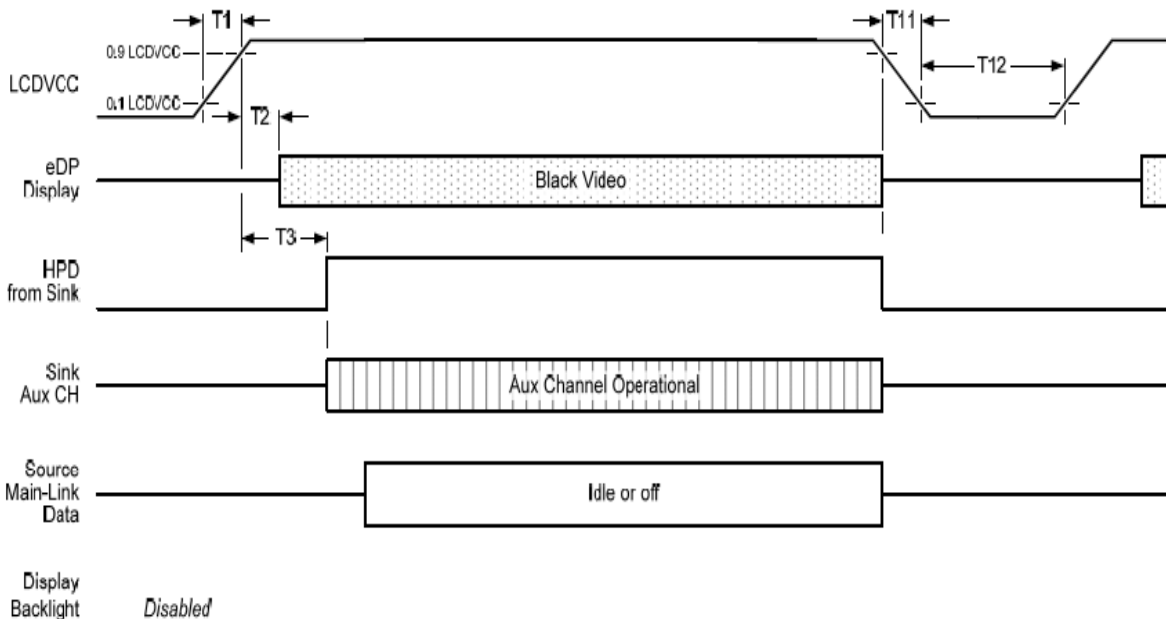 T1
T11
0.9 LCDVCC
T12
LCDVCC
0.1 LCDVCC
T2
eDP
Display
Black Video
T3
HPD
from Sink
Sink
Aux CH
Aux Channel Operational
Source
Main-Link
Data
Idle or off
Display
Backlight
Disabled